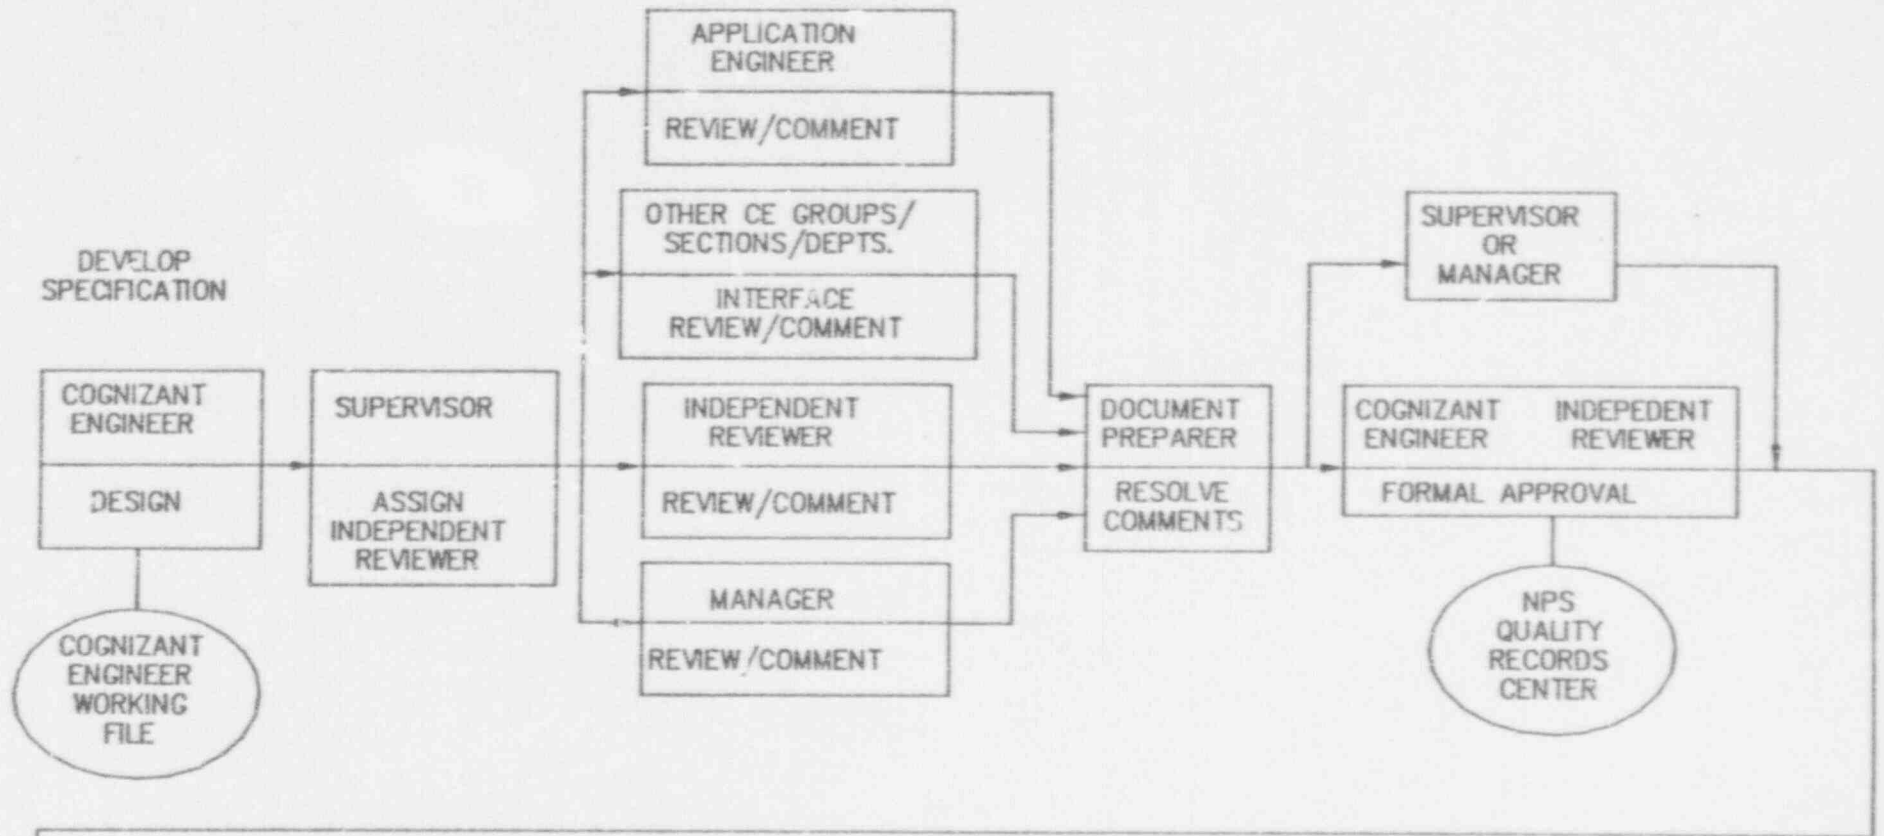 DEVELOP
SPECIFICATION
COGNIZANT
ENGINEER
DESIGN
COGNIZANT
ENGINEER
WORKING
FILE
SUPERVISOR
ASSIGN
INDEPENDENT
REVIEWER
APPLICATION
ENGINEER
REVIEW/COMMENT
OTHER CE GROUPS/
SECTIONS/DEPTS.
INTERFACE
REVIEW/COMMENT
INDEPENDENT
REVIEWER
REVIEW/COMMENT
MANAGER
REVIEW/COMMENT
DOCUMENT
PREPARER
RESOLVE
COMMENTS
SUPERVISOR
OR
MANAGER
COGNIZANT
ENGINEER
INDEPEDENT
REVIEWER
FORMAL APPROVAL
NPS
QUALITY
RECORDS
CENTER